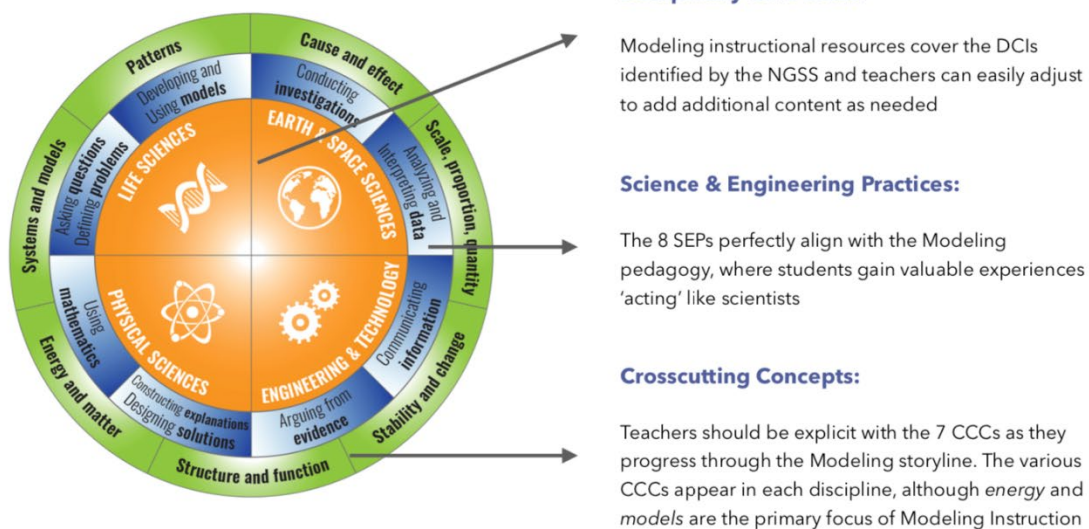 Modeling instructional resources cover the DCIs
identified by the NGSS and teachers can easily adjust
to add additional content as needed
Science & Engineering Practices:
The 8 SEPs perfectly align with the Modeling
pedagogy, where students gain valuable experiences
‘acting’ like scientists
Crosscutting Concepts:
Teachers should be explicit with the 7 CCCs as they
progress through the Modeling storyline. The various
CCCs appear in each discipline, although energy and
models are the primary focus of Modeling Instruction
Patterns
Cause and effect
Scale, proportion, quantity
Stability and change
Structure and function
Energy and matter
Systems and models
Developing and
Using models
Conducting
investigations
Analyzing and
Interpreting data
Communicating
information
Arguing from
evidence
Constructing explanations
Designing solutions
Using
mathematics
Asking questions
Defining problems
LIFE SCIENCES
EARTH & SPACE SCIENCES
ENGINEERING & TECHNOLOGY
PHYSICAL SCIENCES